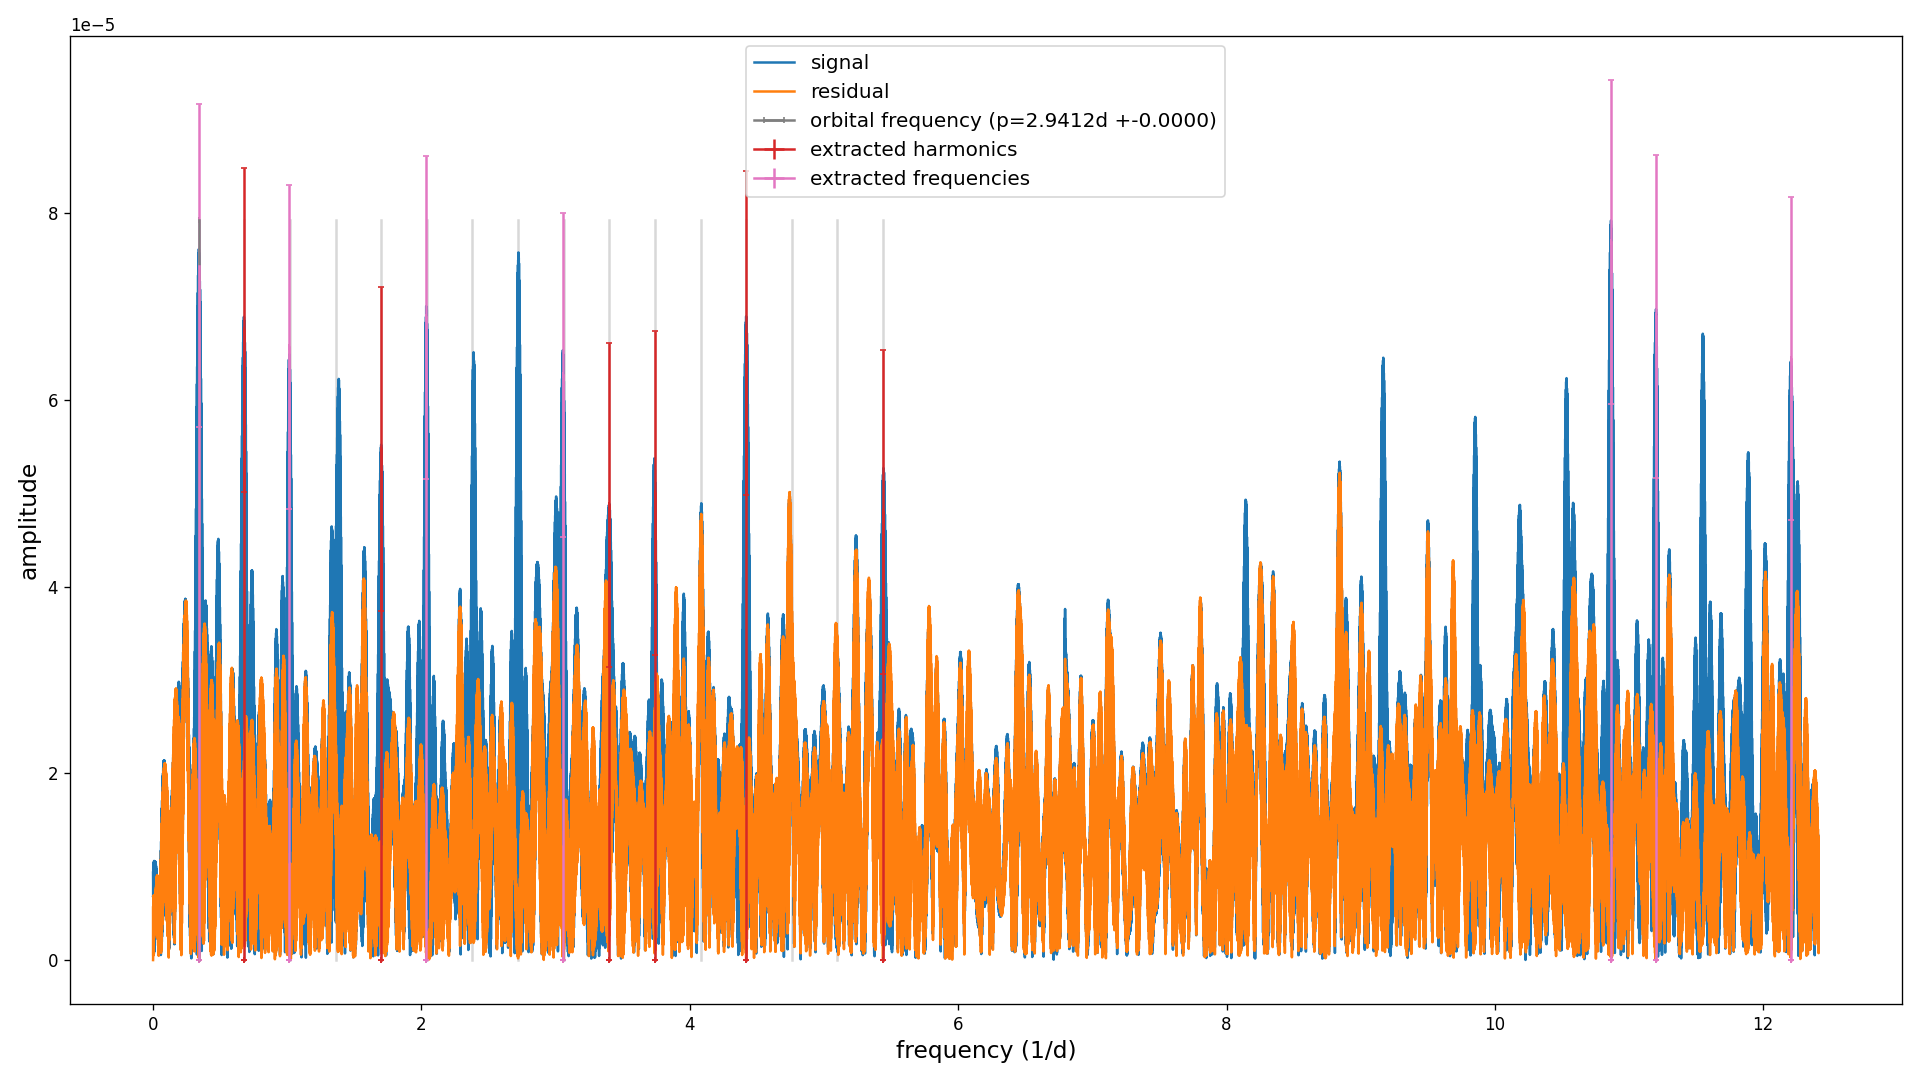 1e−5
signal
residual
orbital frequency (p=2.9412d +-0.0000)
extracted harmonics
extracted frequencies
8
6
4
2
0
amplitude
0 2 4 6 8 10 12
frequency (1/d)